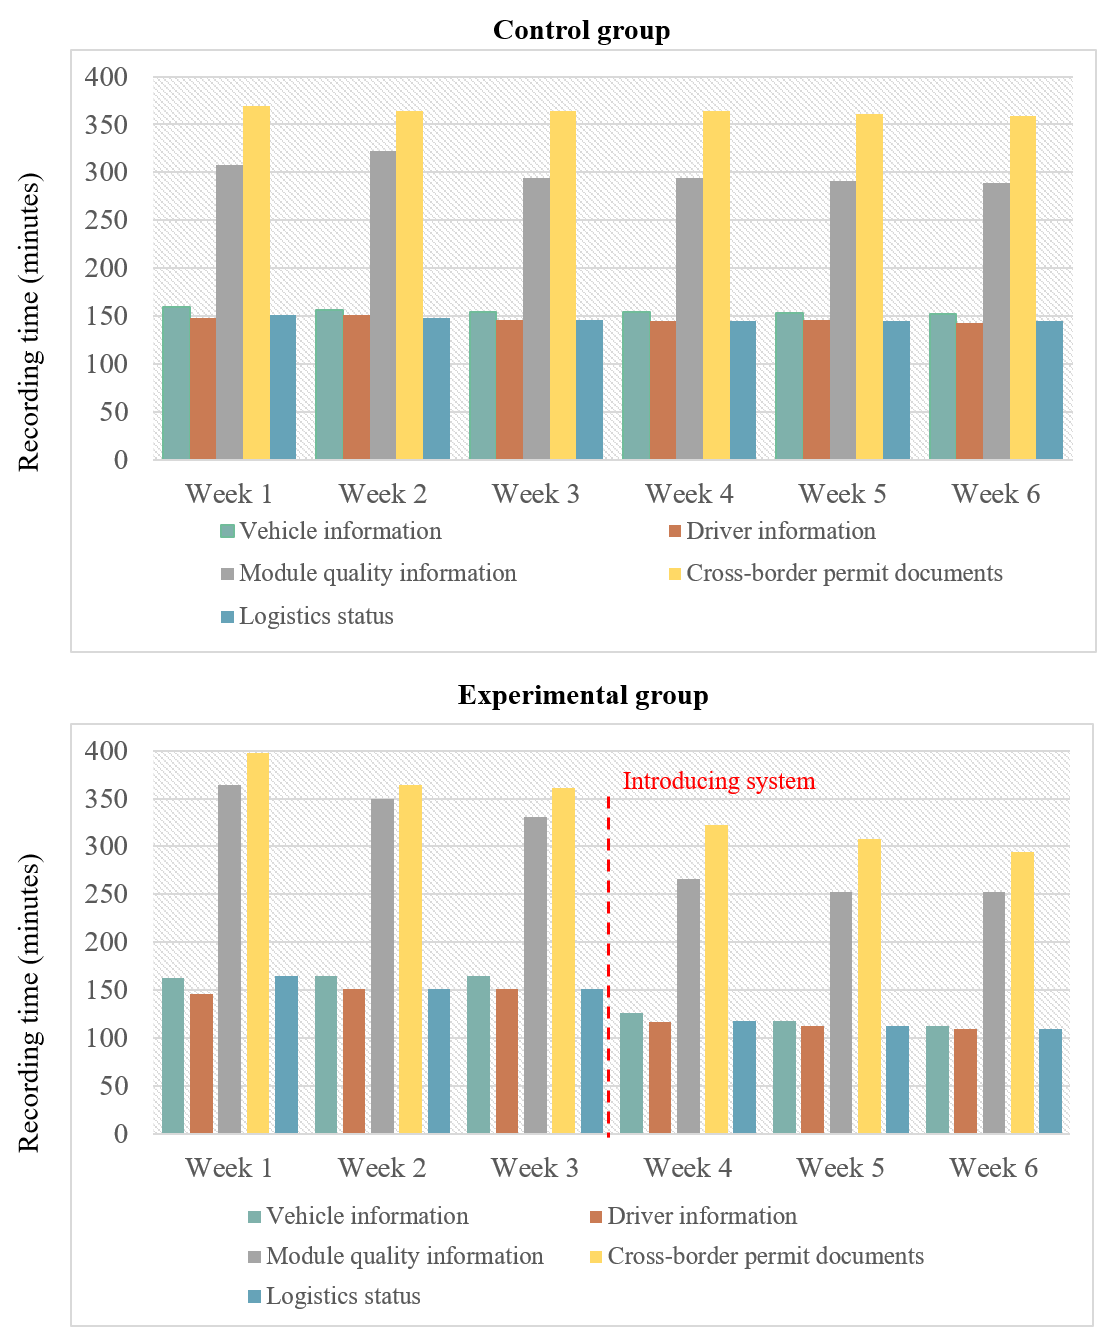 Control group
Recording time (minutes)
400
350
300
250
200
150
100
50
0
Week 1 Week 2 Week 3 Week 4 Week 5 Week 6
Vehicle information Driver information
Module quality information Cross-border permit documents
Logistics status
Experimental group
Recording time (minutes)
400
350
300
250
200
150
100
50
0
Introducing system
Week 1 Week 2 Week 3 Week 4 Week 5 Week 6
Vehicle information Driver information
Module quality information Cross-border permit documents
Logistics status